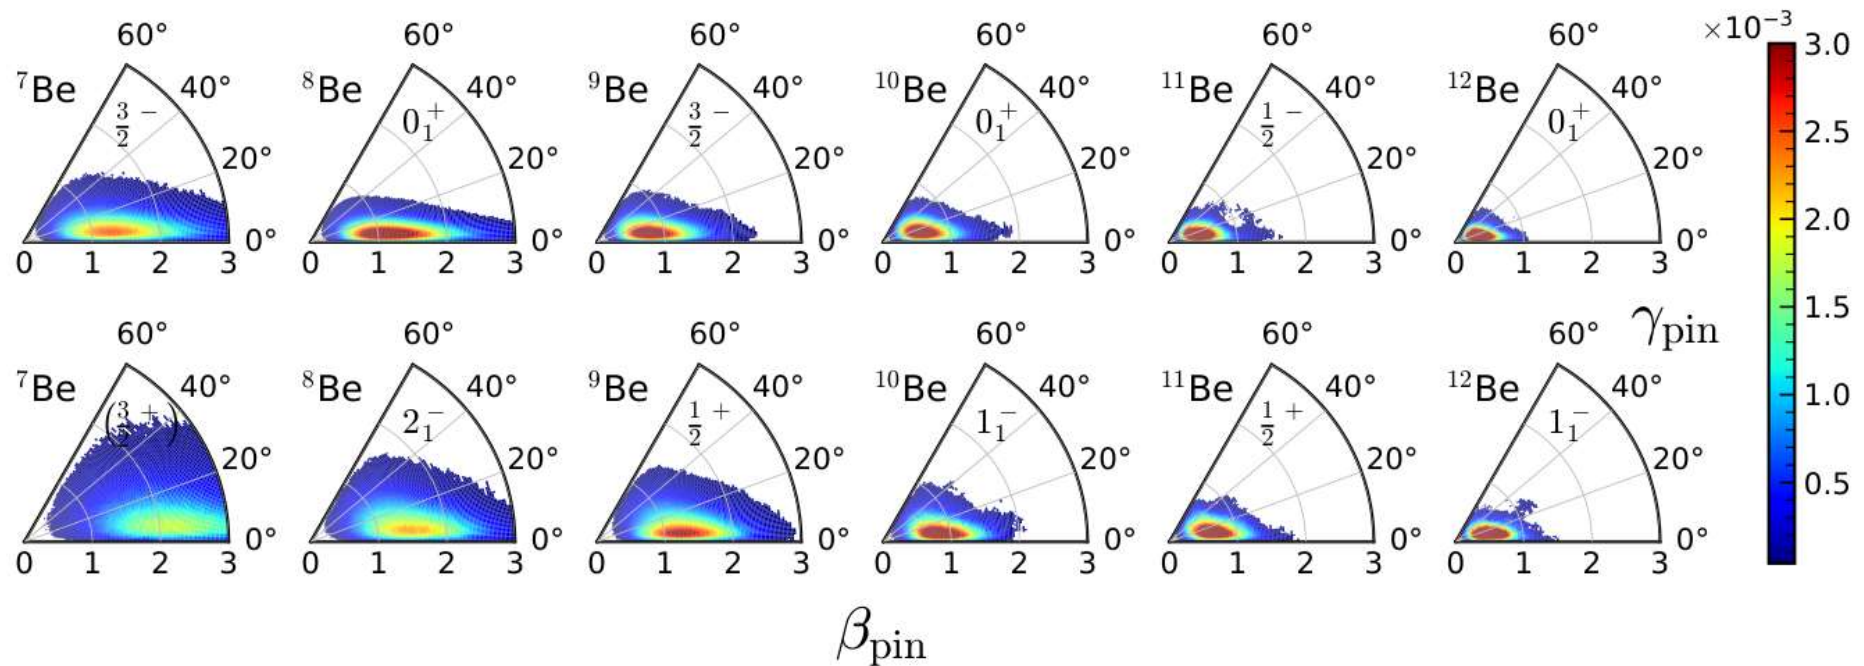 60° 60° 60° 60° 60° 60° ×10⁻³ 3.0
⁷Be 40° ⁸Be 40° ⁹Be 40° ¹⁰Be 40° ¹¹Be 40° ¹²Be 40°
3/2⁻ 0₁⁺ 3/2⁻ 0₁⁺ 1/2⁻ 0₁⁺ 2.5
20° 20° 20° 20° 20° 20°
0° 0° 0° 0° 0° 0° 2.0
0 1 2 3 0 1 2 3 0 1 2 3 0 1 2 3 0 1 2 3 0 1 2 3
1.5
60° 60° 60° 60° 60° 60° γpin
⁷Be 40° ⁸Be 40° ⁹Be 40° ¹⁰Be 40° ¹¹Be 40° ¹²Be 40° 1.0
(3/2⁺) 2₁⁻ 1/2⁺ 1₁⁻ 1/2⁺ 1₁⁻
20° 20° 20° 20° 20° 20° 0.5
0° 0° 0° 0° 0° 0°
0 1 2 3 0 1 2 3 0 1 2 3 0 1 2 3 0 1 2 3 0 1 2 3
βpin